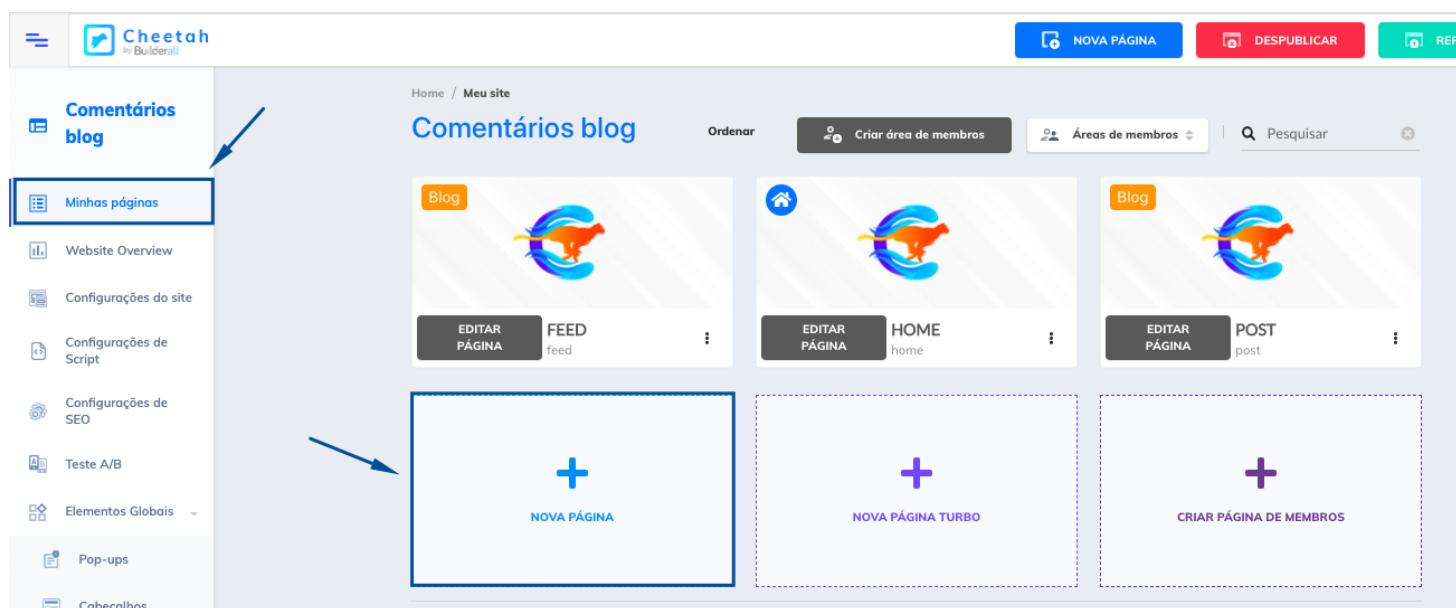 Cheetah
by Builderall
NOVA PÁGINA
DESPUBLICAR
Comentários
blog
Minhas páginas
Website Overview
Configurações do site
Configurações de
Script
Configurações de
SEO
Teste A/B
Elementos Globais
Pop-ups
Cabeçalhos
Home / Meu site
Comentários blog
Ordenar
Criar área de membros
Áreas de membros
Pesquisar
Blog
EDITAR
PÁGINA
FEED
feed
EDITAR
PÁGINA
HOME
home
Blog
EDITAR
PÁGINA
POST
post
NOVA PÁGINA
NOVA PÁGINA TURBO
CRIAR PÁGINA DE MEMBROS